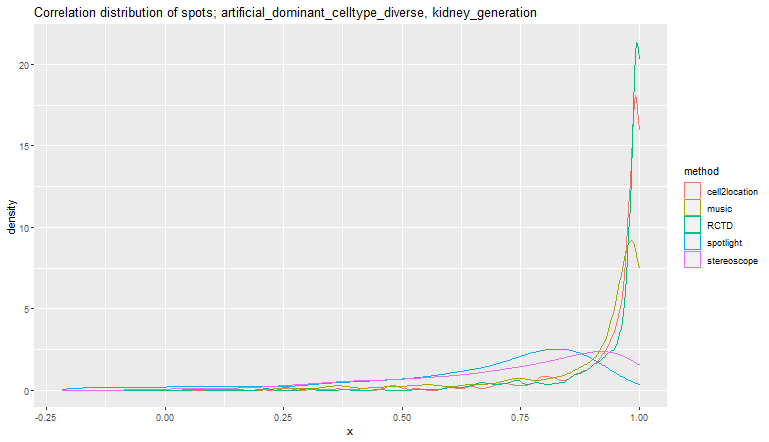 Correlation distribution of spots; artificial_dominant_celltype_diverse, kidney_generation
20
15
10
5
0
density
-0.25
0.00
0.25
0.50
0.75
1.00
x
method
cell2location
music
RCTD
spotlight
stereoscope